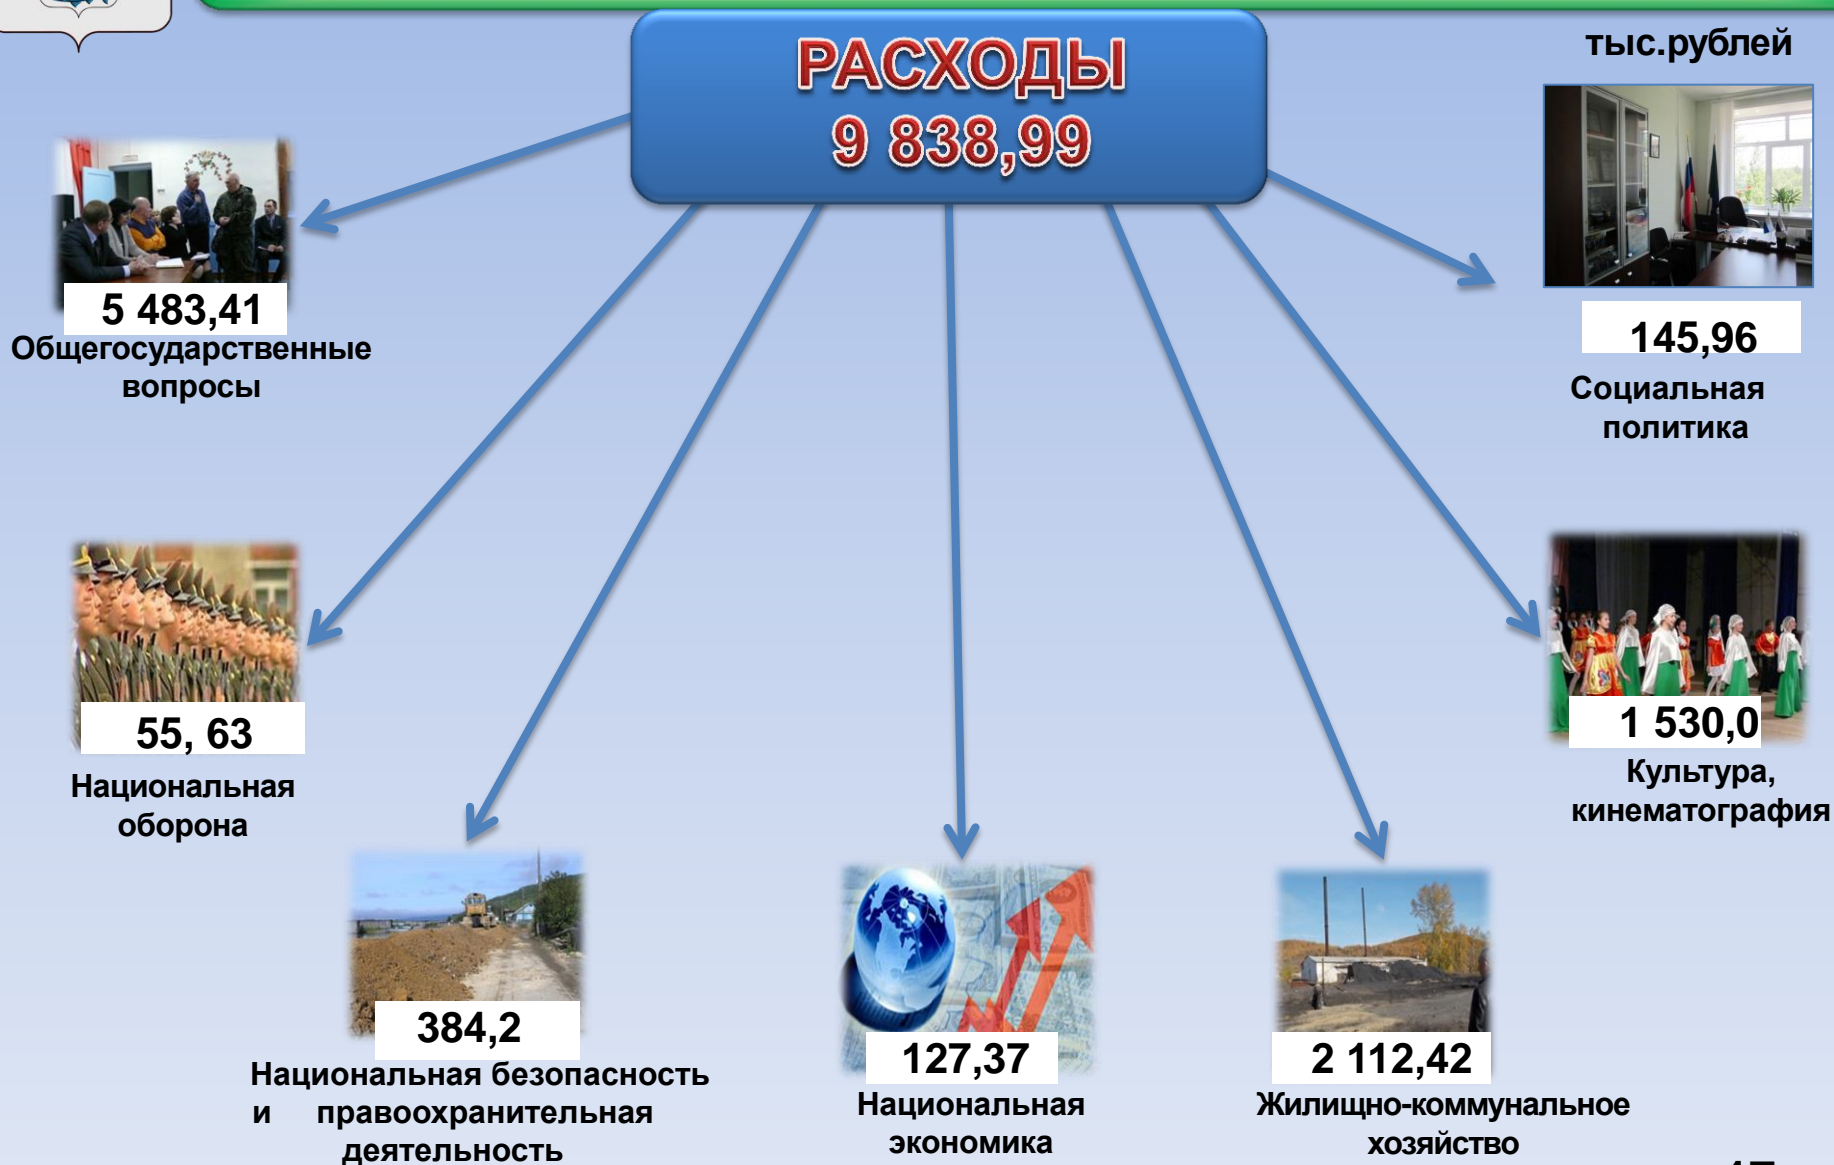 РАСХОДЫ
9 838,99
тыс.рублей
5 483,41
Общегосударственные
вопросы
145,96
Социальная
политика
55, 63
Национальная
оборона
1 530,0
Культура,
кинематография
384,2
Национальная безопасность
и правоохранительная
деятельность
127,37
Национальная
экономика
2 112,42
Жилищно-коммунальное
хозяйство